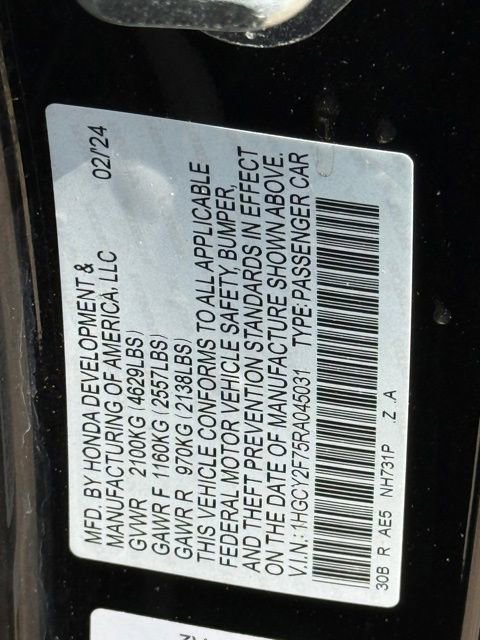 MFD. BY HONDA DEVELOPMENT &
MANUFACTURING OF AMERICA, LLC 02/'24
GVWR 2100KG (4629LBS)
GAWR F 1160KG (2557LBS)
GAWR R 970KG (2138LBS)
THIS VEHICLE CONFORMS TO ALL APPLICABLE
FEDERAL MOTOR VEHICLE SAFETY, BUMPER,
AND THEFT PREVENTION STANDARDS IN EFFECT
ON THE DATE OF MANUFACTURE SHOWN ABOVE.
V.I.N.: 1HGCY2F75RA045031 TYPE: PASSENGER CAR
30B R AE5 NH731P .Z .A